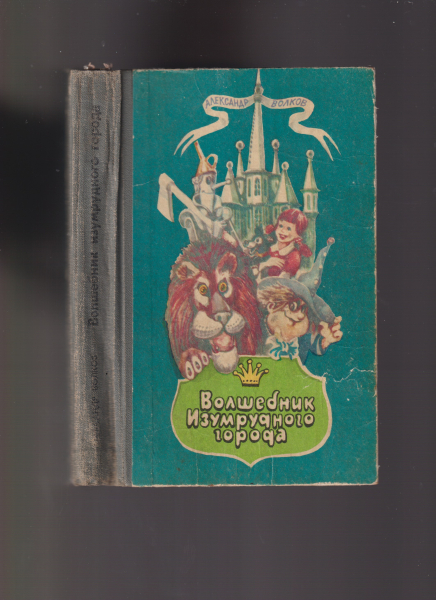 АЛЕКСАНДР ВОЛКОВ
Волшебник
Изумрудного
города
Волшебник изумрудного города